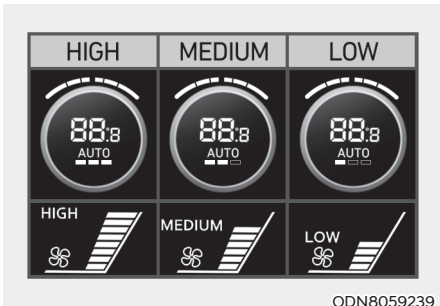 HIGH MEDIUM LOW
88:8 88:8 88:8
AUTO AUTO AUTO
HIGH MEDIUM LOW
ODN8059239